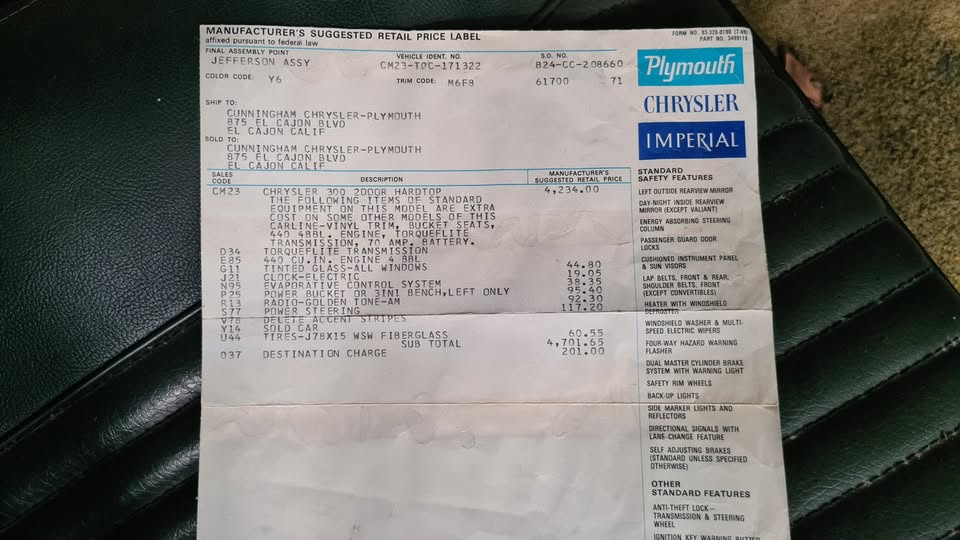 MANUFACTURER'S SUGGESTED RETAIL PRICE LABEL
affixed pursuant to federal law
FORM NO. 83-320-0198 (7-69)
PART NO. 3499116
FINAL ASSEMBLY POINT
JEFFERSON ASSY
VEHICLE IDENT. NO.
CM23-T0C-171322
S.O. NO.
B24-CC-208660
COLOR CODE: Y6
TRIM CODE: M6F8
61700 71
SHIP TO:
CUNNINGHAM CHRYSLER-PLYMOUTH
875 EL CAJON BLVD
EL CAJON CALIF
SOLD TO:
CUNNINGHAM CHRYSLER-PLYMOUTH
875 EL CAJON BLVD
EL CAJON CALIF
SALES CODE DESCRIPTION MANUFACTURER'S SUGGESTED RETAIL PRICE
CM23 CHRYSLER 300 2DOOR HARDTOP 4,234.00
THE FOLLOWING ITEMS OF STANDARD
EQUIPMENT ON THIS MODEL ARE EXTRA
COST ON SOME OTHER MODELS OF THIS
CARLINE-VINYL TRIM, BUCKET SEATS,
440 4BBL. ENGINE, TORQUEFLITE
TRANSMISSION, 70 AMP. BATTERY.
D34 TORQUEFLITE TRANSMISSION
E85 440 CU.IN. ENGINE 4 BBL
G11 TINTED GLASS-ALL WINDOWS 44.80
J21 CLOCK-ELECTRIC 19.05
N95 EVAPORATIVE CONTROL SYSTEM 38.35
P25 POWER BUCKET OR 3IN1 BENCH,LEFT ONLY 95.40
R13 RADIO-GOLDEN TONE-AM 92.30
S77 POWER STEERING 117.20
V78 DELETE ACCENT STRIPES
Y14 SOLD CAR
U44 TIRES-J78X15 WSW FIBERGLASS 60.55
SUB TOTAL 4,701.65
037 DESTINATION CHARGE 201.00
Plymouth
CHRYSLER
IMPERIAL
STANDARD
SAFETY FEATURES
LEFT OUTSIDE REARVIEW MIRROR
DAY-NIGHT INSIDE REARVIEW
MIRROR (EXCEPT VALIANT)
ENERGY ABSORBING STEERING
COLUMN
PASSENGER GUARD DOOR
LOCKS
CUSHIONED INSTRUMENT PANEL
& SUN VISORS
LAP BELTS, FRONT & REAR,
SHOULDER BELTS, FRONT
(EXCEPT CONVERTIBLES)
HEATER WITH WINDSHIELD
DEFROSTER
WINDSHIELD WASHER & MULTI-
SPEED ELECTRIC WIPERS
FOUR-WAY HAZARD WARNING
FLASHER
DUAL MASTER CYLINDER BRAKE
SYSTEM WITH WARNING LIGHT
SAFETY RIM WHEELS
BACK-UP LIGHTS
SIDE MARKER LIGHTS AND
REFLECTORS
DIRECTIONAL SIGNALS WITH
LANE-CHANGE FEATURE
SELF ADJUSTING BRAKES
(STANDARD UNLESS SPECIFIED
OTHERWISE)
OTHER
STANDARD FEATURES
ANTI-THEFT LOCK—
TRANSMISSION & STEERING
WHEEL
IGNITION KEY WARNING BUZZER